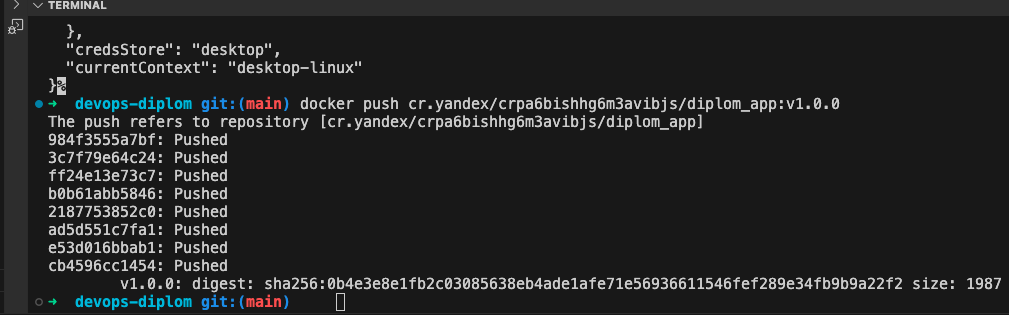 TERMINAL
},
"credsStore": "desktop",
"currentContext": "desktop-linux"
}%
➜ devops-diplom git:(main) docker push cr.yandex/crpa6bishhg6m3avibjs/diplom_app:v1.0.0
The push refers to repository [cr.yandex/crpa6bishhg6m3avibjs/diplom_app]
984f3555a7bf: Pushed
3c7f79e64c24: Pushed
ff24e13e73c7: Pushed
b0b61abb5846: Pushed
2187753852c0: Pushed
ad5d551c7fa1: Pushed
e53d016bbab1: Pushed
cb4596cc1454: Pushed
v1.0.0: digest: sha256:0b4e3e8e1fb2c03085638eb4ade1afe71e56936611546fef289e34fb9b9a22f2 size: 1987
➜ devops-diplom git:(main)